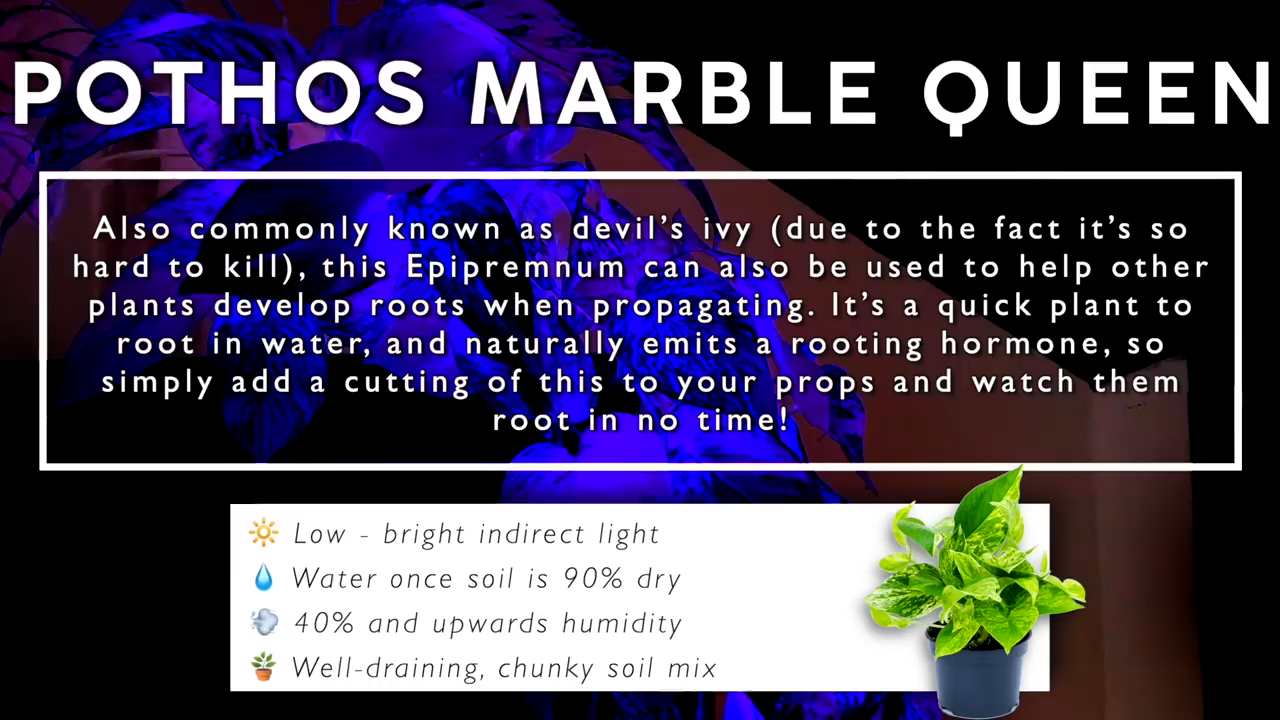 POTHOS MARBLE QUEEN
Also commonly known as devil’s ivy (due to the fact it’s so
hard to kill), this Epipremnum can also be used to help other
plants develop roots when propagating. It’s a quick plant to
root in water, and naturally emits a rooting hormone, so
simply add a cutting of this to your props and watch them
root in no time!
Low - bright indirect light
Water once soil is 90% dry
40% and upwards humidity
Well-draining, chunky soil mix